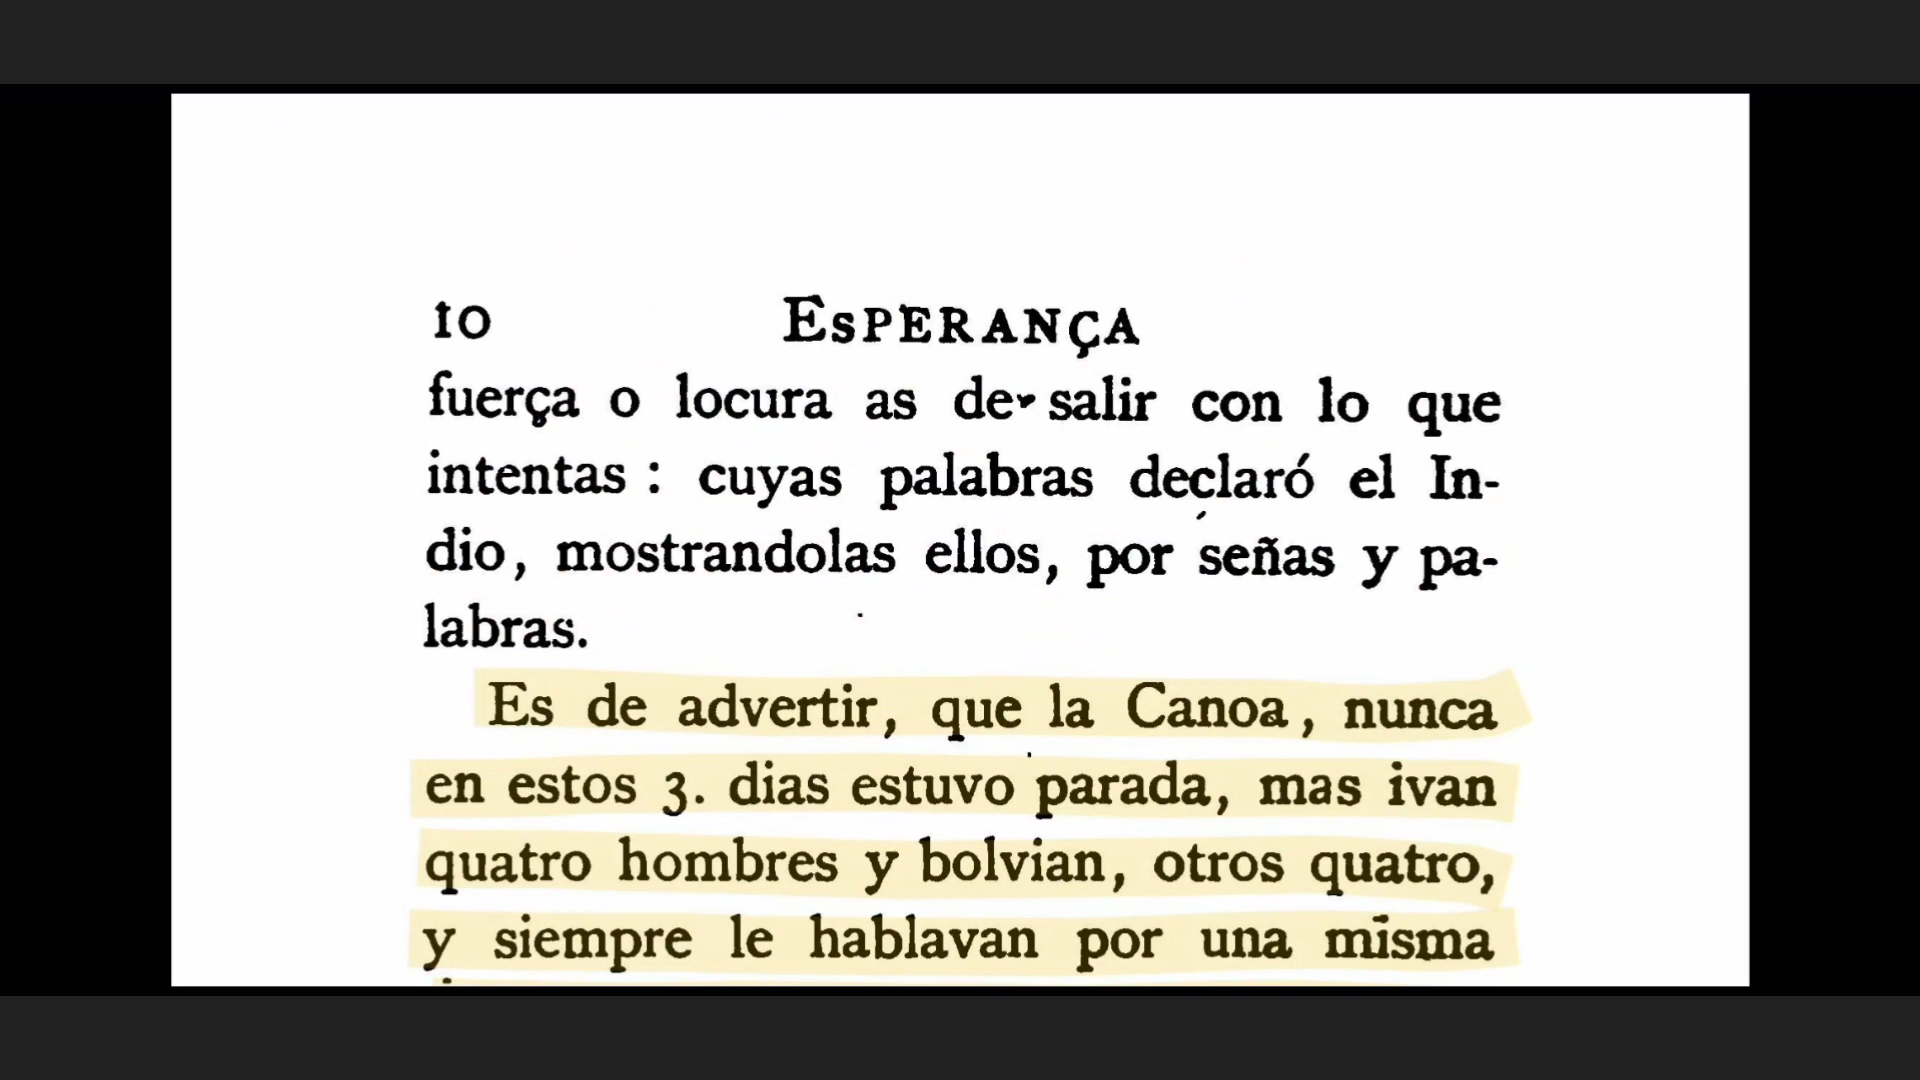 10 ESPERANÇA
fuerça o locura as de salir con lo que
intentas : cuyas palabras declaró el In-
dio, mostrandolas ellos, por señas y pa-
labras.
Es de advertir, que la Canoa, nunca
en estos 3. dias estuvo parada, mas ivan
quatro hombres y bolvian, otros quatro,
y siempre le hablavan por una misma